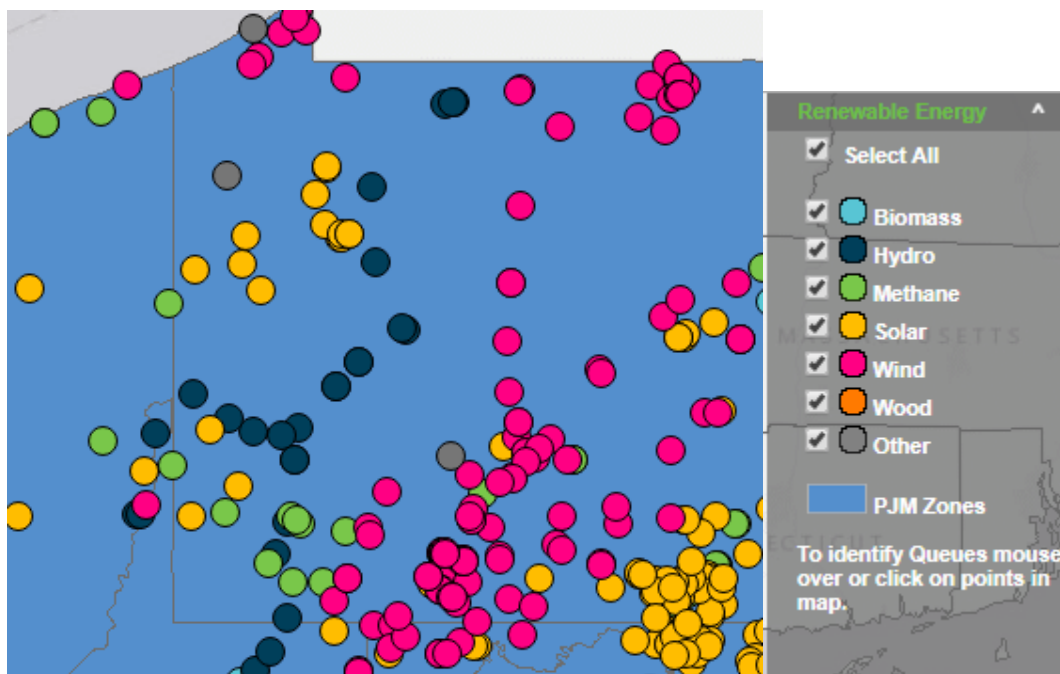 Renewable Energy ^
Select All
Biomass
Hydro
Methane
Solar
MASSACHUSETTS
Wind
Wood
Other
PJM Zones
To identify Queues mouse
over or click on points in
map.